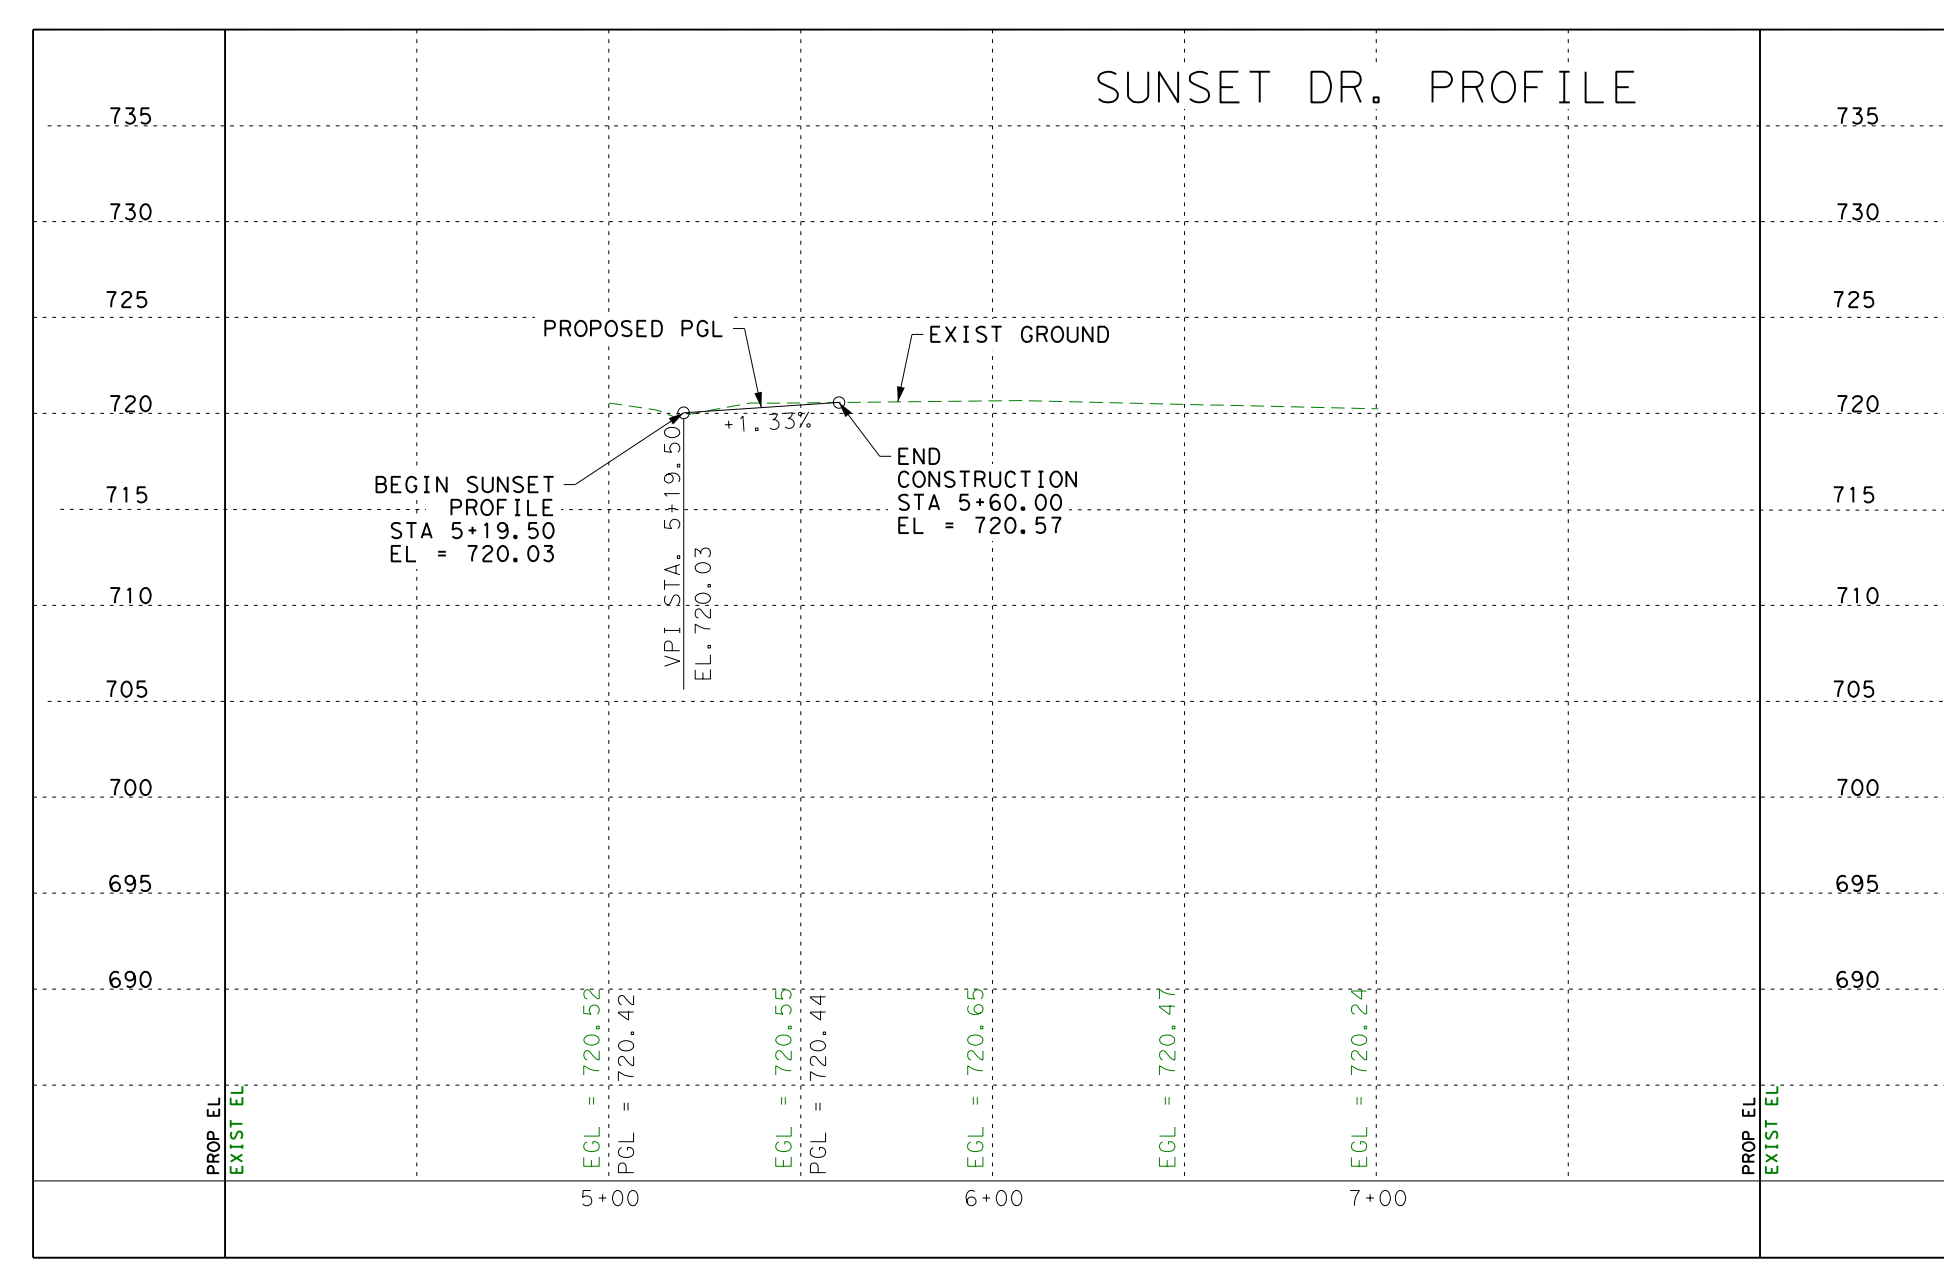 SUNSET DR. PROFILE
735 735
730 730
725 725
PROPOSED PGL
EXIST GROUND
720 720
+1.33%
BEGIN SUNSET
PROFILE
STA 5+19.50
EL = 720.03
VPI STA. 5+19.50
EL.720.03
END
CONSTRUCTION
STA 5+60.00
EL = 720.57
715 715
710 710
705 705
700 700
695 695
690 690
PROP EL
EXIST EL
EGL = 720.52
PGL = 720.42
EGL = 720.55
PGL = 720.44
EGL = 720.65
EGL = 720.47
EGL = 720.24
PROP EL
EXIST EL
5+00 6+00 7+00